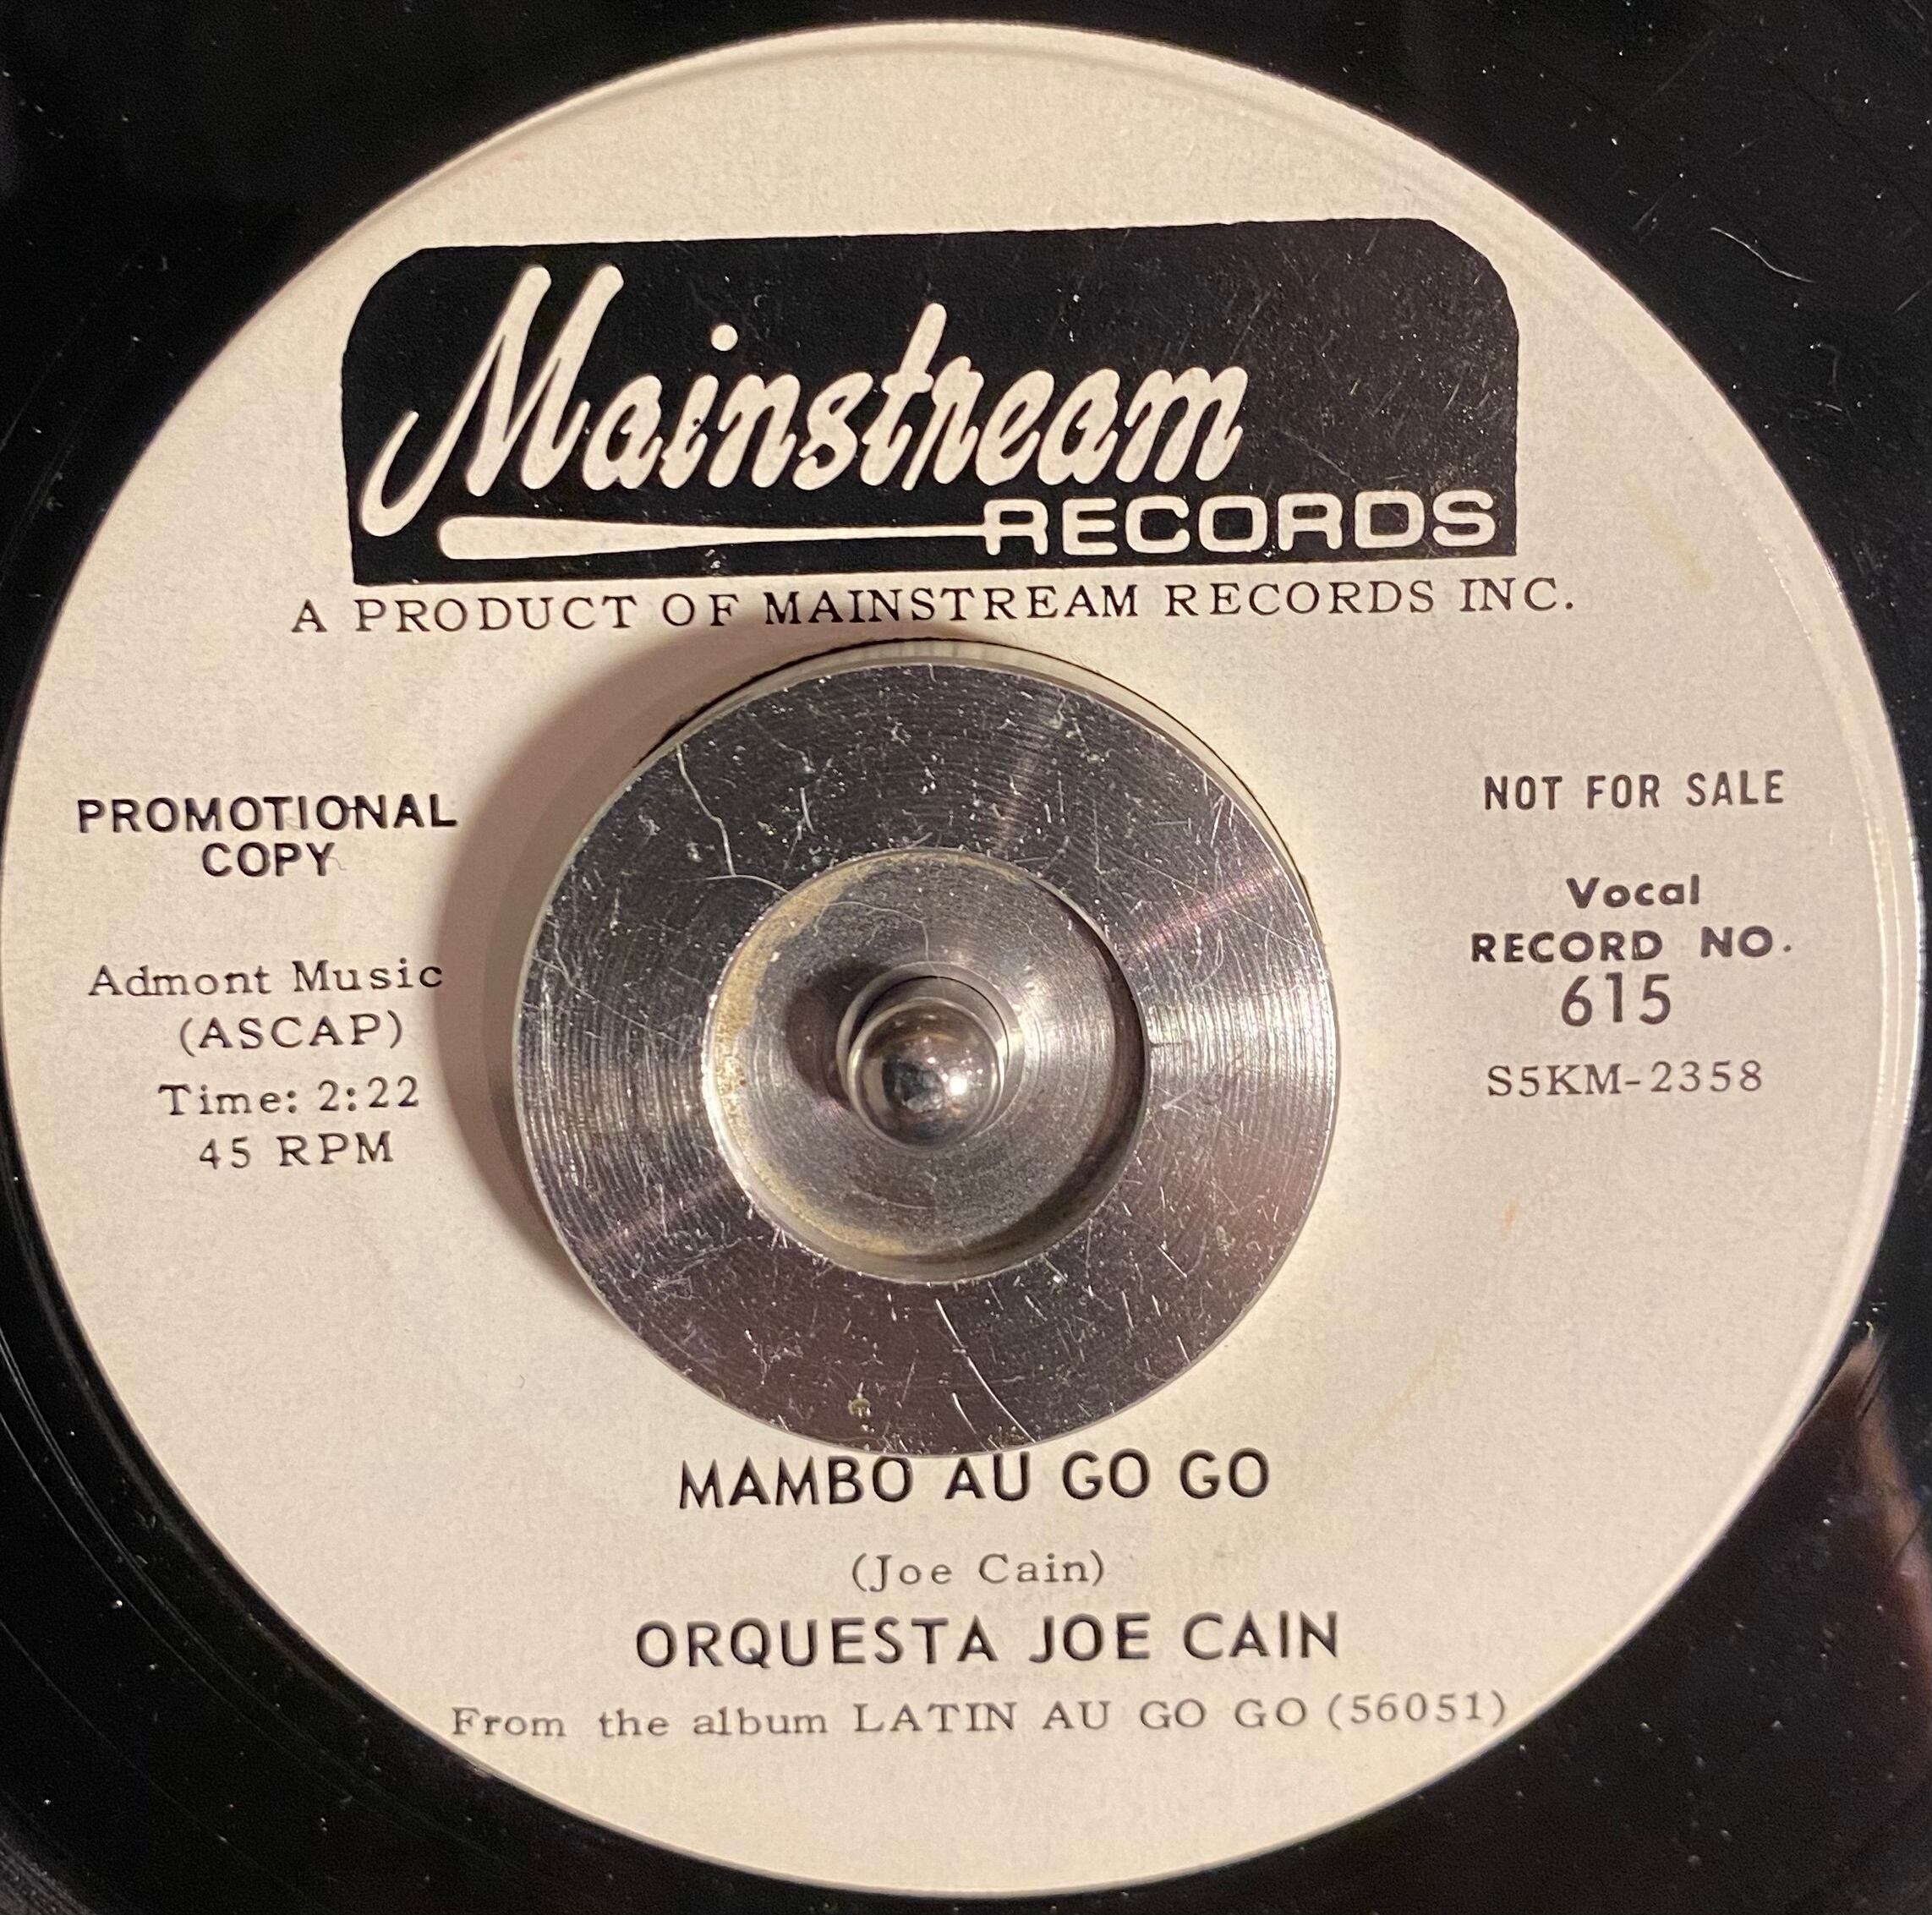 Mainstream
RECORDS
A PRODUCT OF MAINSTREAM RECORDS INC.
PROMOTIONAL
COPY
Admont Music
(ASCAP)
Time: 2:22
45 RPM
NOT FOR SALE
Vocal
RECORD NO.
615
S5KM-2358
MAMBO AU GO GO
(Joe Cain)
ORQUESTA JOE CAIN
From the album LATIN AU GO GO (56051)